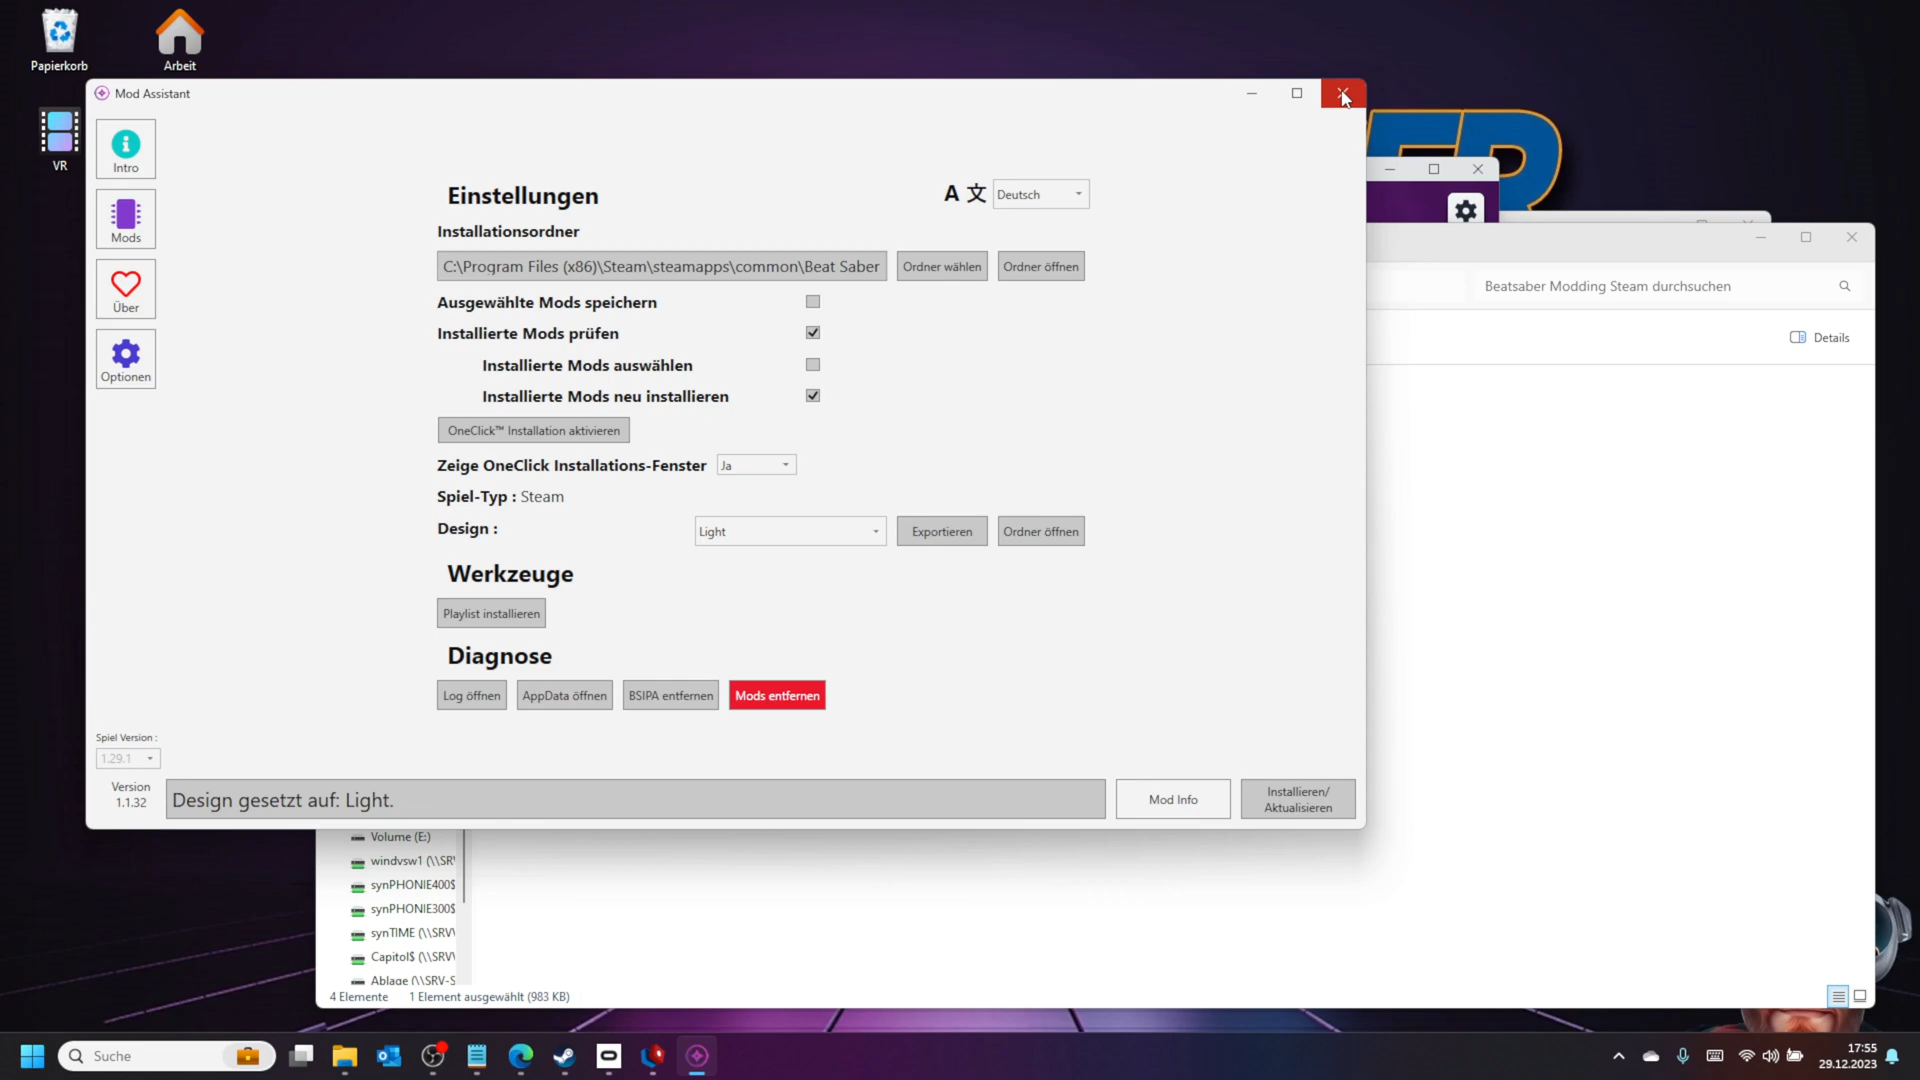 Papierkorb
Arbeit
VR
Mod Assistant
Intro
Mods
Über
Optionen
Einstellungen
A 文 Deutsch
Installationsordner
C:\Program Files (x86)\Steam\steamapps\common\Beat Saber
Ordner wählen
Ordner öffnen
Ausgewählte Mods speichern
Installierte Mods prüfen
Installierte Mods auswählen
Installierte Mods neu installieren
OneClick™ Installation aktivieren
Zeige OneClick Installations-Fenster Ja
Spiel-Typ : Steam
Design : Light
Exportieren
Ordner öffnen
Werkzeuge
Playlist installieren
Diagnose
Log öffnen
AppData öffnen
BSIPA entfernen
Mods entfernen
Spiel Version :
1.29.1
Version
1.1.32
Design gesetzt auf: Light.
Mod Info
Installieren/
Aktualisieren
Beatsaber Modding Steam durchsuchen
Details
Volume (E:)
windvsw1 (\\SR
synPHONIE400$
synPHONIE300$
synTIME (\\SRV
Capitol$ (\\SRV
Ablage (\\SRV-S
4 Elemente
1 Element ausgewählt (983 KB)
Suche
17:55
29.12.2023